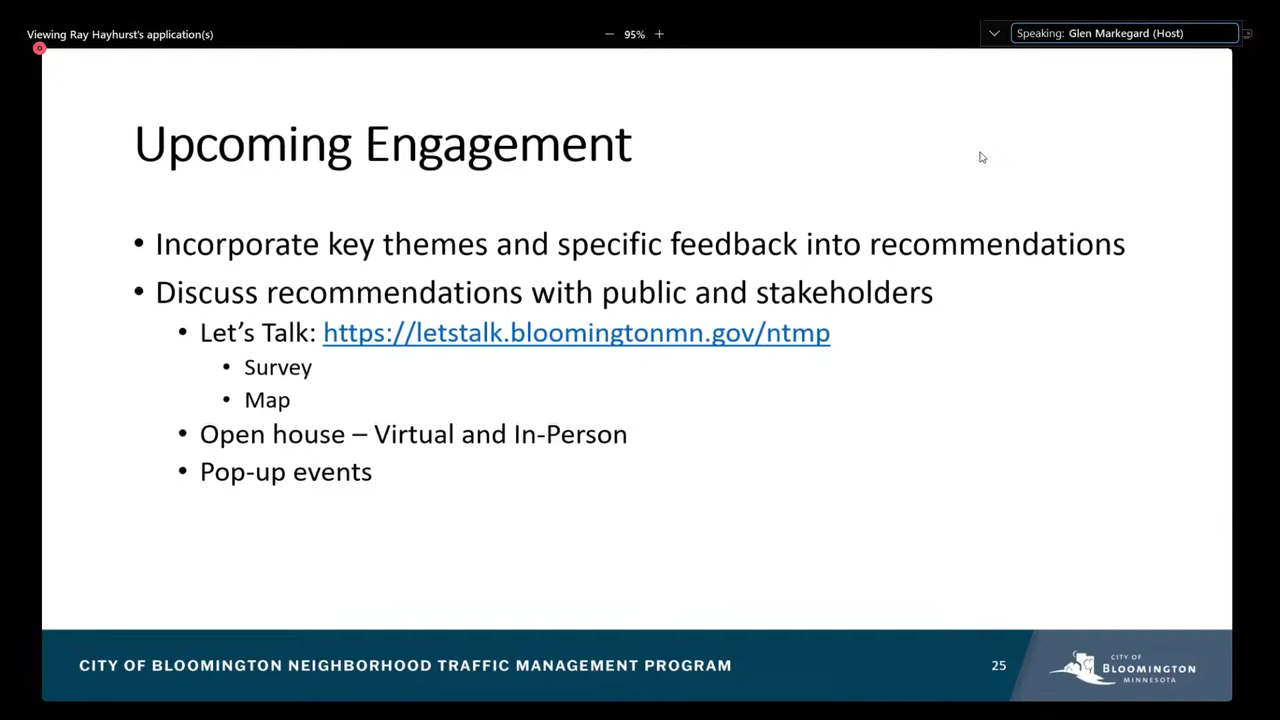 Viewing Ray Hayhurst's application(s)
95%
Speaking: Glen Markegard (Host)
Upcoming Engagement
• Incorporate key themes and specific feedback into recommendations
• Discuss recommendations with public and stakeholders
• Let’s Talk: https://letstalk.bloomingtonmn.gov/ntmp
• Survey
• Map
• Open house – Virtual and In-Person
• Pop-up events
CITY OF BLOOMINGTON NEIGHBORHOOD TRAFFIC MANAGEMENT PROGRAM
25
CITY OF
BLOOMINGTON
MINNESOTA